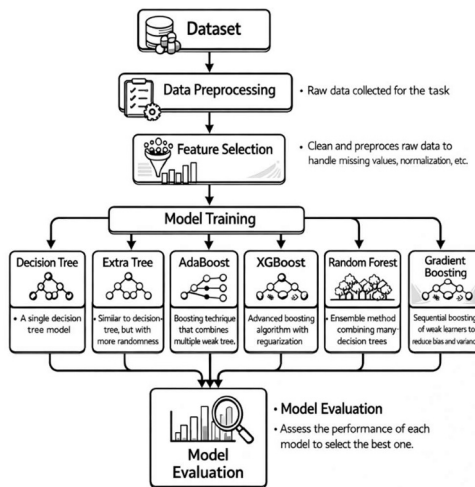 Dataset
Data Preprocessing
• Raw data collected for the task
Feature Selection
• Clean and preproces raw data to
handle missing values, normalization, etc.
Model Training
Decision Tree
• A single decision
tree model
Extra Tree
• Similar to decision-
tree, but with
more randomness
AdaBoost
Boosting technique
that combines
multiple weak tree.
XGBoost
Advanced boosting
algorithm with
reguarization
Random Forest
• Ensemble method
combining many
decision trees
Gradient
Boosting
Sequential boosting
of weak learners to
reduce bias and varianc
Model
Evaluation
• Model Evaluation
• Assess the performance of each
model to select the best one.